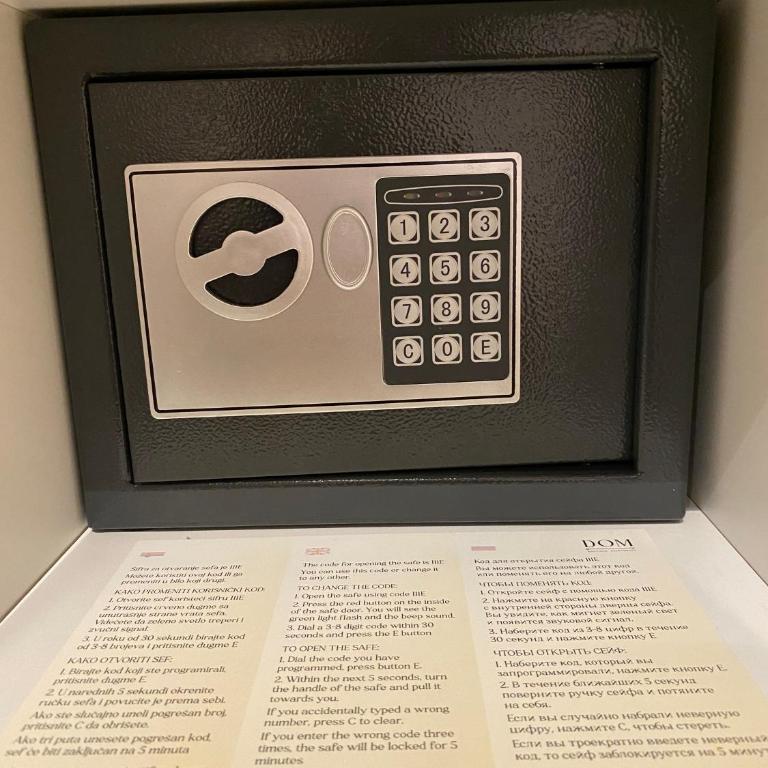 1 2 3
4 5 6
7 8 9
C 0 E
DOM
Šifra za otvaranje sefa je 111E
Možete koristiti ovaj kod ili ga
promeniti u bilo koji drugi.
KAKO PROMENITI KORISNIČKI KOD:
1. Otvorite sef koristeći šifru 111E
2. Pritisnite crveno dugme sa
unutrašnje strane vrata sefa.
Videćete da zeleno svetlo treperi i
zvučni signal
3. U roku od 30 sekundi birajte kod
od 3-8 brojeva i pritisnite dugme E
KAKO OTVORITI SEF:
1. Birajte kod koji ste programirali,
pritisnite dugme E.
2. U narednih 5 sekundi okrenite
ručku sefa i povucite je prema sebi.
Ako ste slučajno uneli pogrešan broj,
pritisnite C da obrišete.
Ako tri puta unesete pogrešan kod,
sef će biti zaključan na 5 minuta
The code for opening the safe is 111E
You can use this code or change it
to any other.
TO CHANGE THE CODE:
1. Open the safe using code 111E
2. Press the red button on the inside
of the safe door. You will see the
green light flash and the beep sound.
3. Dial a 3-8 digit code within 30
seconds and press the E button
TO OPEN THE SAFE:
1. Dial the code you have
programmed, press button E.
2. Within the next 5 seconds, turn
the handle of the safe and pull it
towards you.
If you accidentally typed a wrong
number, press C to clear.
If you enter the wrong code three
times, the safe will be locked for 5
minutes
Код для открытия сейфа 111E
Вы можете использовать этот код
или поменять его на любой другой.
ЧТОБЫ ПОМЕНЯТЬ КОД:
1. Откройте сейф с помощью кода 111E
2. Нажмите на красную кнопку
с внутренней стороны дверцы сейфа.
Вы увидите, как мигнет зеленый свет
и появится звуковой сигнал.
3. Наберите код из 3-8 цифр в течение
30 секунд и нажмите кнопку E
ЧТОБЫ ОТКРЫТЬ СЕЙФ:
1. Наберите код, который вы
запрограммировали, нажмите кнопку E.
2. В течение ближайших 5 секунд
поверните ручку сейфа и потяните
на себя.
Если вы случайно набрали неверную
цифру, нажмите C, чтобы стереть.
Если вы троекратно введете неверный
код, то сейф заблокируется на 5 минут